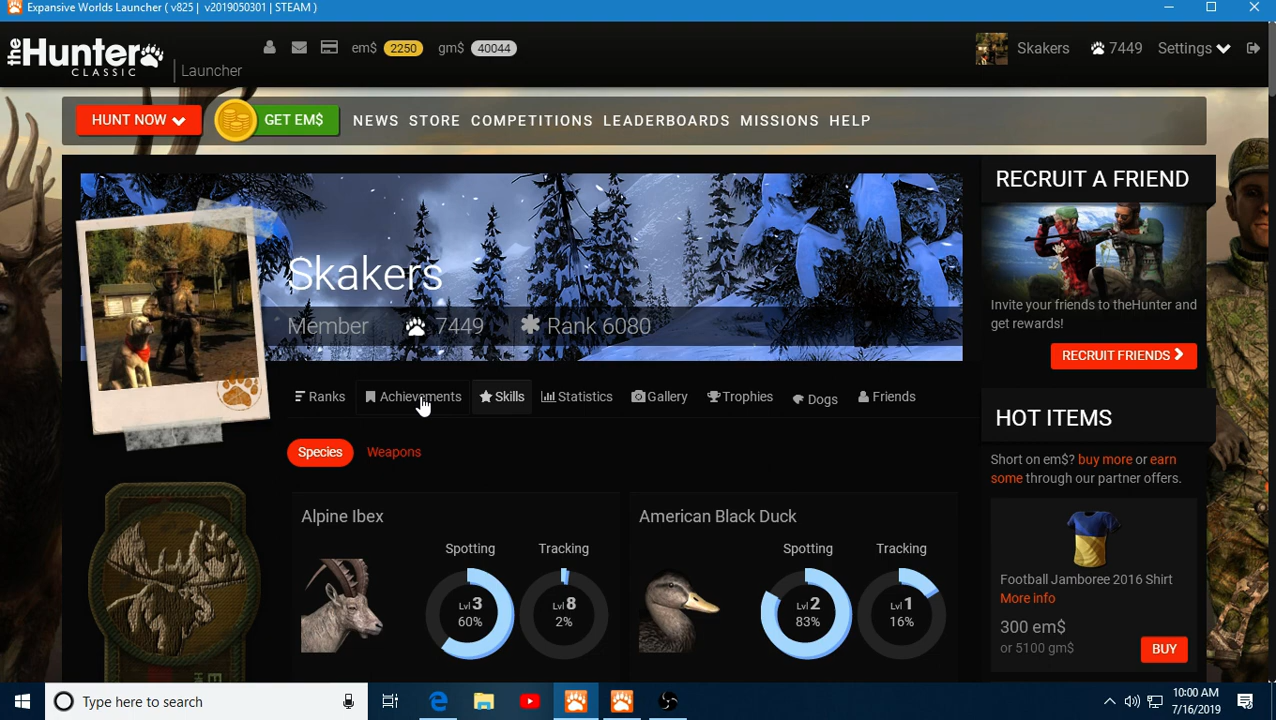 Expansive Worlds Launcher ( v825 | v2019050301 | STEAM )
theHunter
CLASSIC
Launcher
em$ 2250 gm$ 40044
Skakers 7449 Settings
HUNT NOW GET EM$ NEWS STORE COMPETITIONS LEADERBOARDS MISSIONS HELP
Skakers
Member 7449 Rank 6080
Ranks Achievements Skills Statistics Gallery Trophies Dogs Friends
Species Weapons
Alpine Ibex
Spotting Tracking
Lvl 3 Lvl 8
60% 2%
American Black Duck
Spotting Tracking
Lvl 2 Lvl 1
83% 16%
RECRUIT A FRIEND
Invite your friends to theHunter and
get rewards!
RECRUIT FRIENDS
HOT ITEMS
Short on em$? buy more or earn
some through our partner offers.
Football Jamboree 2016 Shirt
More info
300 em$
or 5100 gm$
BUY
Type here to search
10:00 AM
7/16/2019